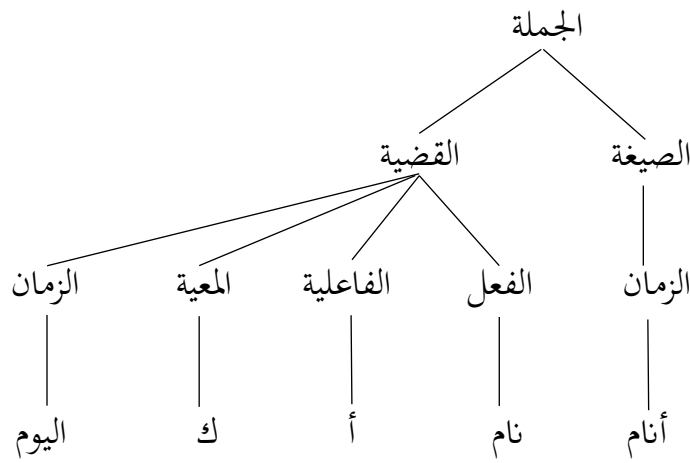 الجملة
الصيغة القضية
الزمان الفعل الفاعلية المعية الزمان
أنام نام أ ك اليوم